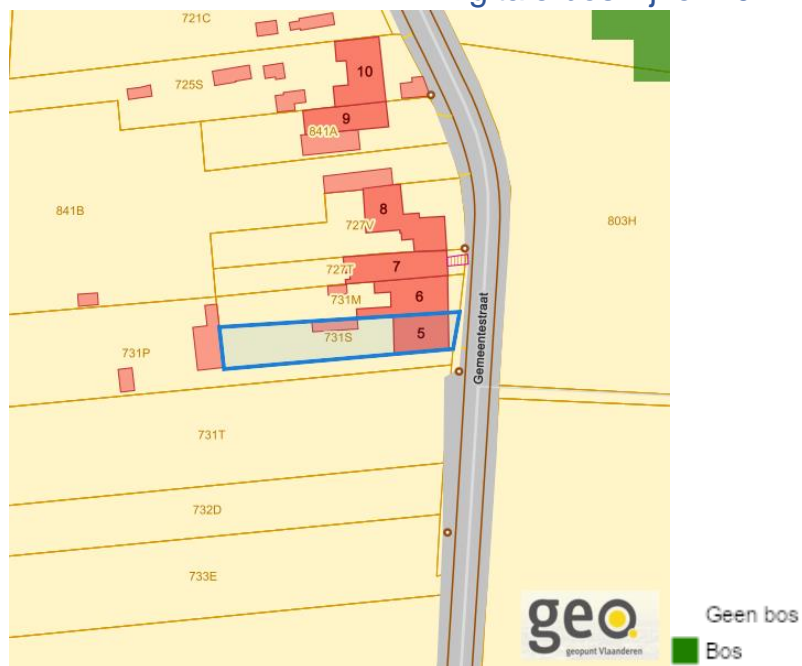 721C
10
725S
9
841A
8
841B
803H
727V
7
727T
6
731M
5
731S
731P
Gemeentestraat
731T
732D
733E
geo
geopunt Vlaanderen
Geen bos
Bos